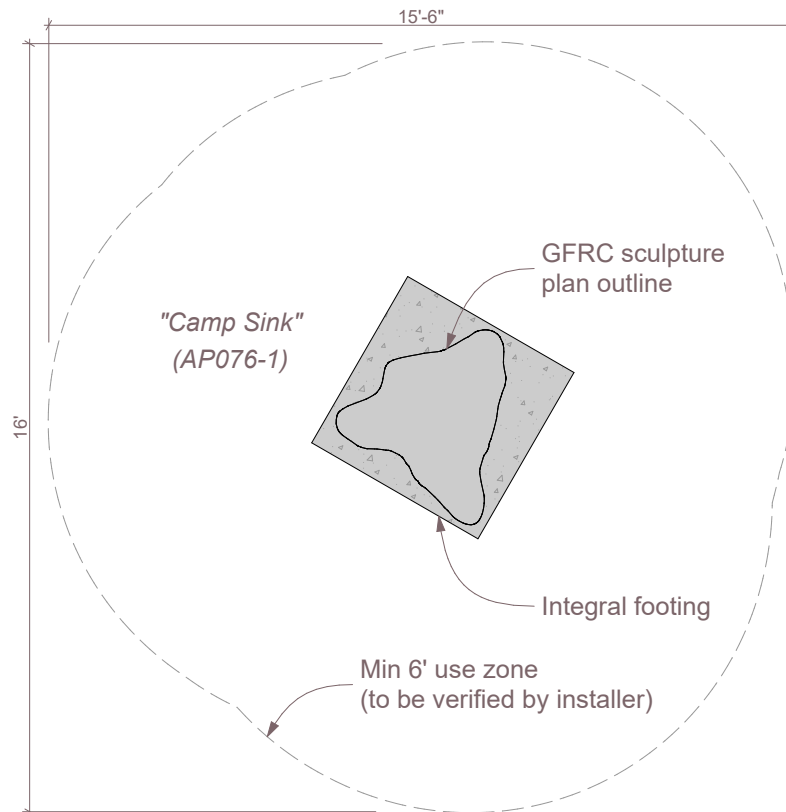 15'-6"
GFRC sculpture
plan outline
"Camp Sink"
(AP076-1)
16'
Integral footing
Min 6' use zone
(to be verified by installer)